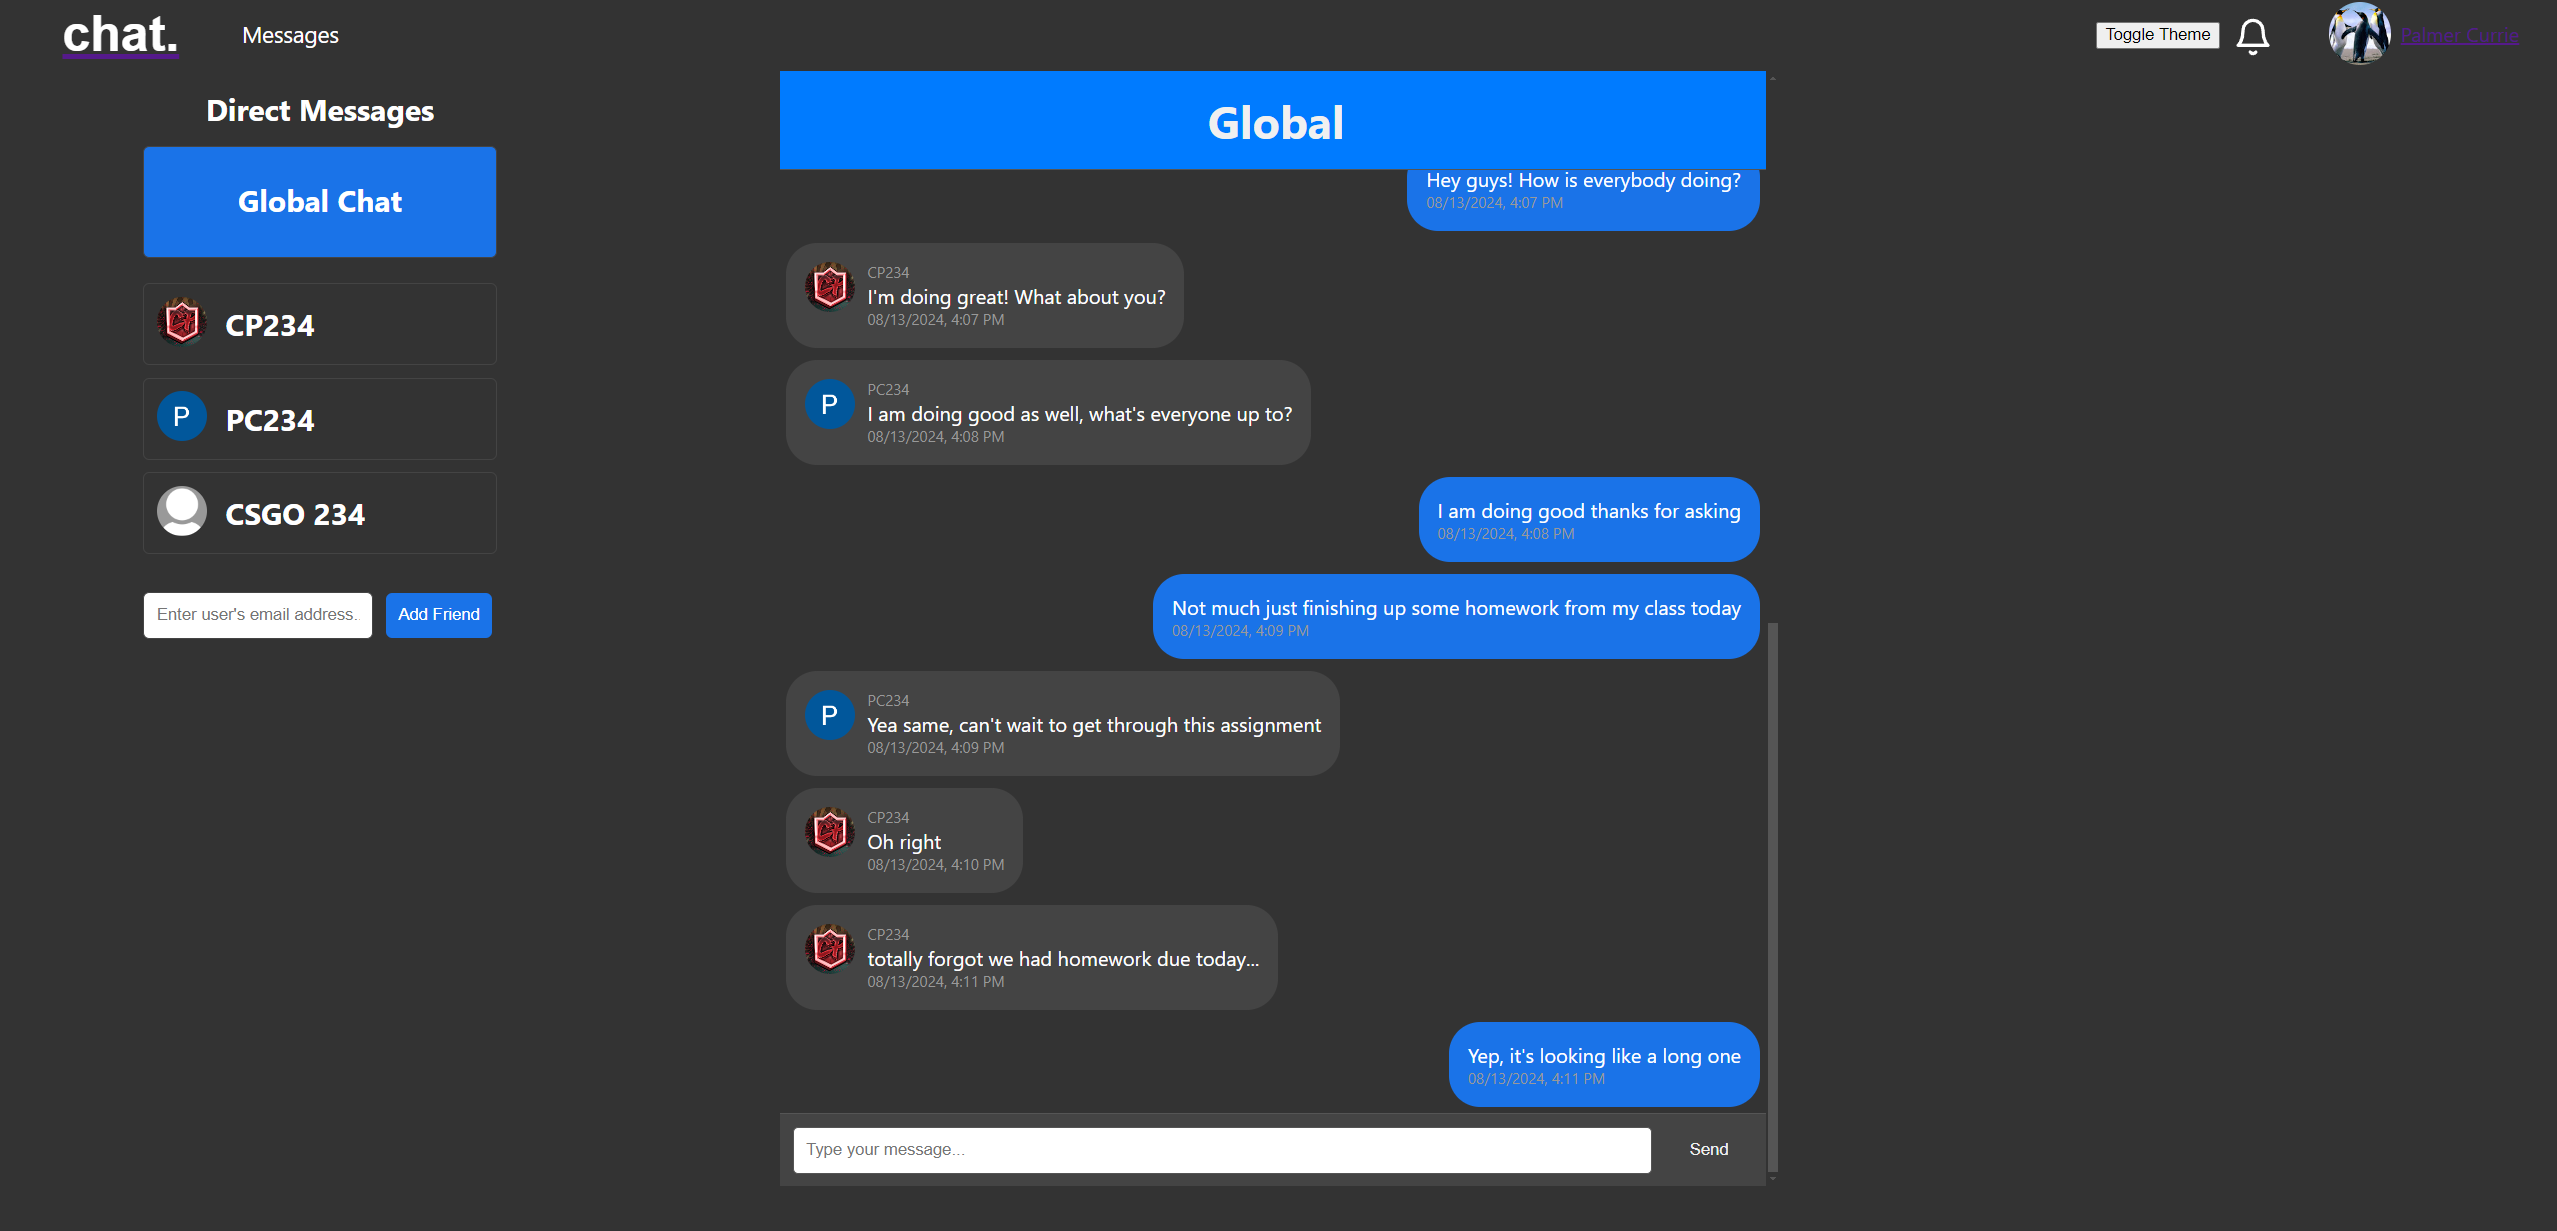 chat.
Messages
Toggle Theme
Palmer Currie
Direct Messages
Global Chat
CP234
P
PC234
CSGO 234
Enter user's email address.
Add Friend
Global
Hey guys! How is everybody doing?
08/13/2024, 4:07 PM
CP234
I'm doing great! What about you?
08/13/2024, 4:07 PM
P
PC234
I am doing good as well, what's everyone up to?
08/13/2024, 4:08 PM
I am doing good thanks for asking
08/13/2024, 4:08 PM
Not much just finishing up some homework from my class today
08/13/2024, 4:09 PM
P
PC234
Yea same, can't wait to get through this assignment
08/13/2024, 4:09 PM
CP234
Oh right
08/13/2024, 4:10 PM
CP234
totally forgot we had homework due today...
08/13/2024, 4:11 PM
Yep, it's looking like a long one
08/13/2024, 4:11 PM
Type your message...
Send